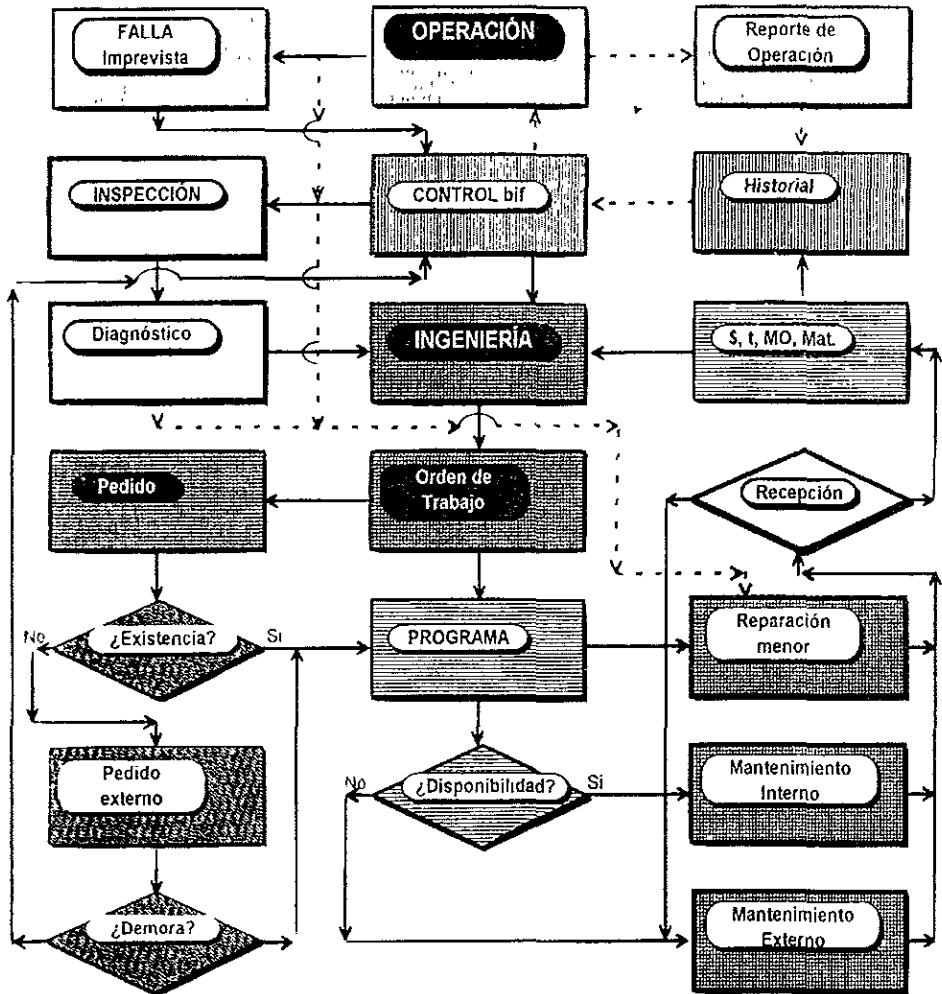 FALLA
Imprevista
OPERACIÓN
Reporte de
Operación
INSPECCIÓN
CONTROL bif
Historial
Diagnóstico
INGENIERÍA
$, t, MO, Mat.
Pedido
Orden de
Trabajo
Recepción
No
¿Existencia?
Si
PROGRAMA
Reparación
menor
Pedido
externo
No
¿Disponibilidad?
Si
Mantenimiento
Interno
¿Demora?
Mantenimiento
Externo